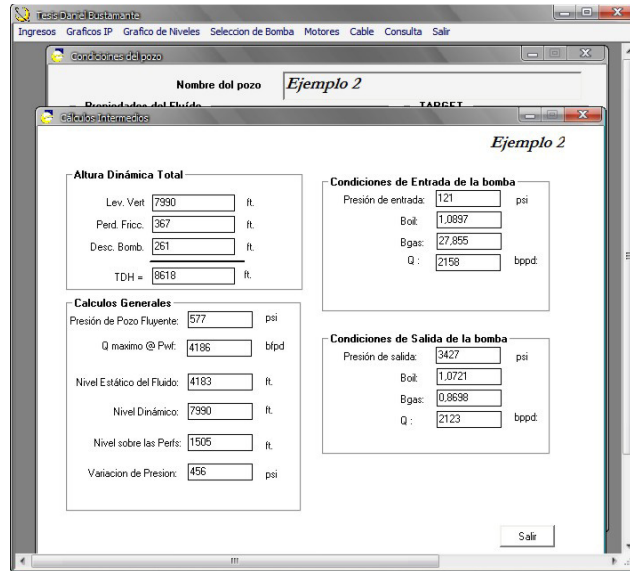 Tesis Daniel Bustamante
Ingresos Graficos IP Grafico de Niveles Seleccion de Bomba Motores Cable Consulta Salir
Condicioines del pozo
Nombre del pozo Ejemplo 2
Propiedades del Fluído TARGET
Cálculos Intermedios
Ejemplo 2
Altura Dinámica Total
Lev. Vert 7990 ft.
Perd. Fricc. 367 ft.
Desc. Bomb. 261 ft.
TDH = 8618 ft.
Calculos Generales
Presión de Pozo Fluyente: 577 psi
Q maximo @ Pwf: 4186 bfpd
Nivel Estático del Fluido: 4183 ft.
Nivel Dinámico: 7990 ft.
Nivel sobre las Perfs: 1505 ft.
Variacion de Presion: 456 psi
Condiciones de Entrada de la bomba
Presión de entrada: 121 psi
Boil: 1,0897
Bgas: 27,855
Q : 2158 bppd:
Condiciones de Salida de la bomba
Presión de salida: 3427 psi
Boil: 1,0721
Bgas: 0,8698
Q : 2123 bppd:
Salir